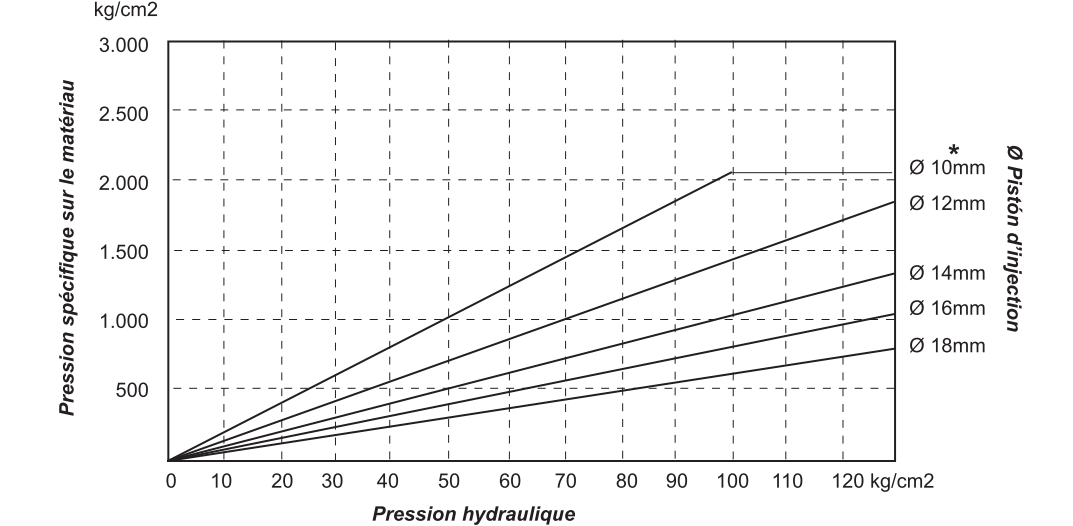 kg/cm2
3.000
2.500
2.000
1.500
1.000
500
Pression spécifique sur le matériau
0 10 20 30 40 50 60 70 80 90 100 110 120 kg/cm2
Pression hydraulique
*
Ø 10mm
Ø 12mm
Ø 14mm
Ø 16mm
Ø 18mm
Ø Pistón d'injection